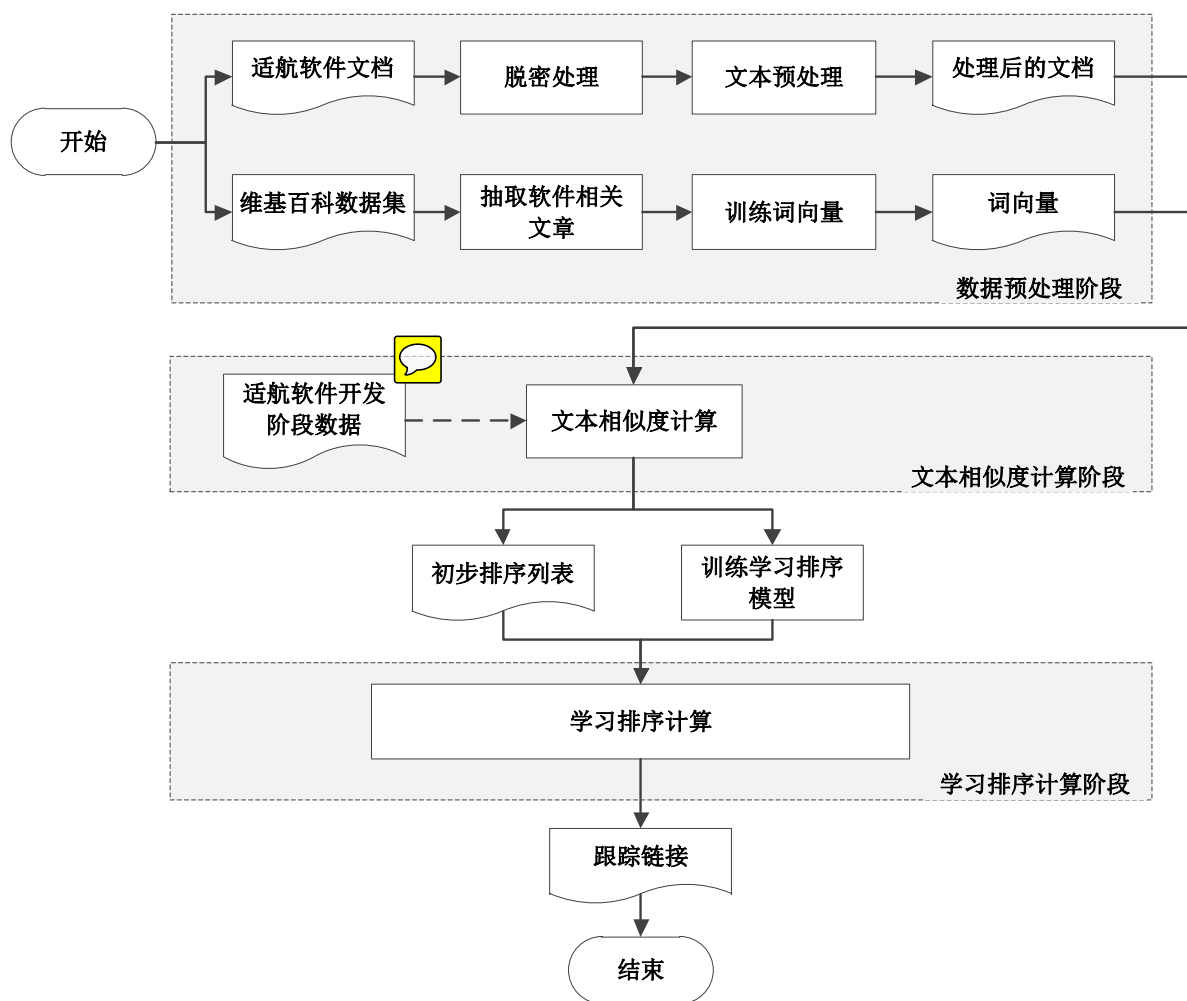 适航软件文档
脱密处理
文本预处理
处理后的文档
开始
维基百科数据集
抽取软件相关
文章
训练词向量
词向量
数据预处理阶段
适航软件开发
阶段数据
文本相似度计算
文本相似度计算阶段
初步排序列表
训练学习排序
模型
学习排序计算
学习排序计算阶段
跟踪链接
结束